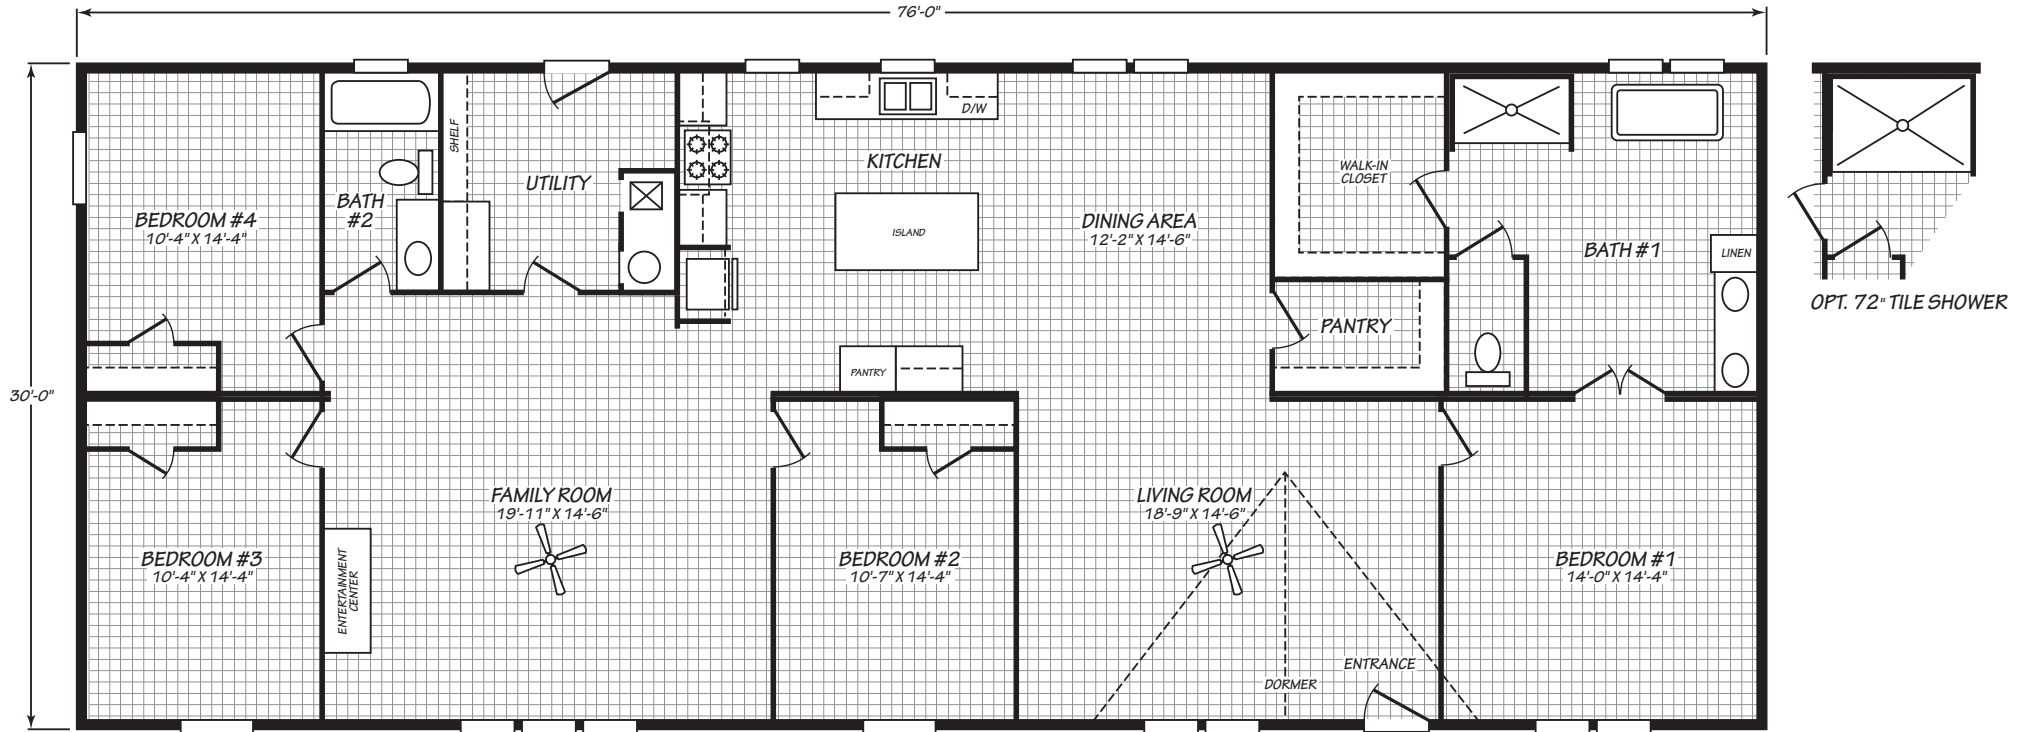 76'-0"
30'-0"
BEDROOM #4
10'-4" X 14'-4"
BATH
#2
SHELF
UTILITY
KITCHEN
D/W
ISLAND
PANTRY
DINING AREA
12'-2" X 14'-6"
WALK-IN
CLOSET
PANTRY
BATH #1
LINEN
OPT. 72" TILE SHOWER
BEDROOM #3
10'-4" X 14'-4"
ENTERTAINMENT
CENTER
FAMILY ROOM
19'-11" X 14'-6"
BEDROOM #2
10'-7" X 14'-4"
LIVING ROOM
18'-9" X 14'-6"
DORMER
ENTRANCE
BEDROOM #1
14'-0" X 14'-4"